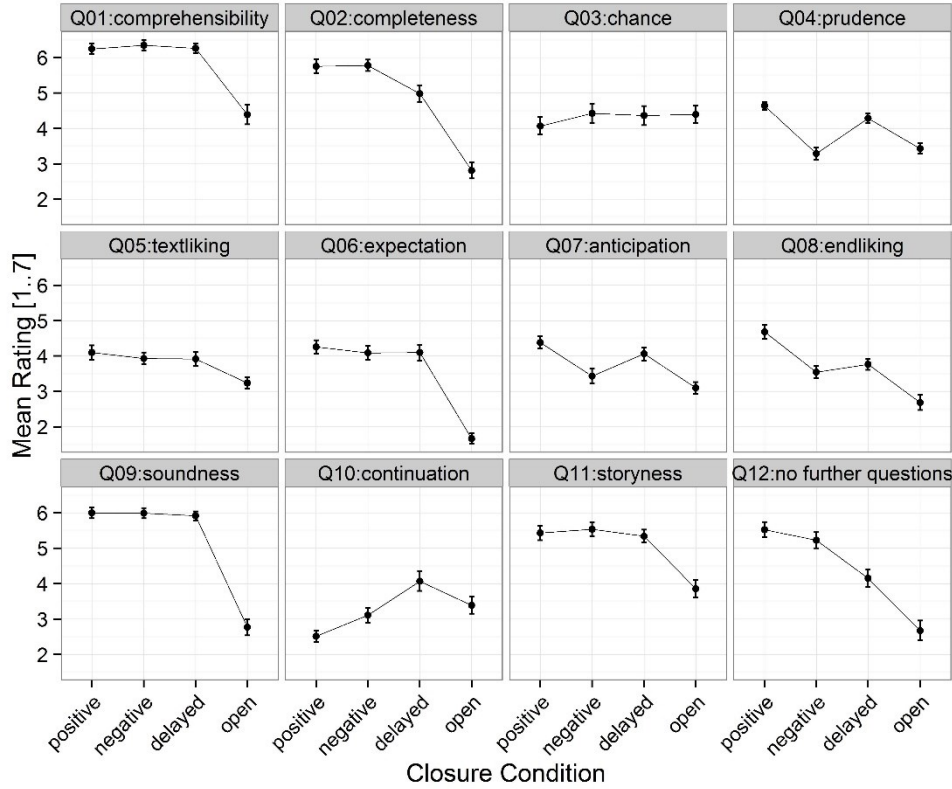 Q01:comprehensibility
Q02:completeness
Q03:chance
Q04:prudence
6
5
4
3
2
Q05:textliking
Q06:expectation
Q07:anticipation
Q08:endliking
6
5
4
3
2
Mean Rating [1..7]
Q09:soundness
Q10:continuation
Q11:storyness
Q12:no further questions
6
5
4
3
2
positive
negative
delayed
open
positive
negative
delayed
open
positive
negative
delayed
open
positive
negative
delayed
open
Closure Condition